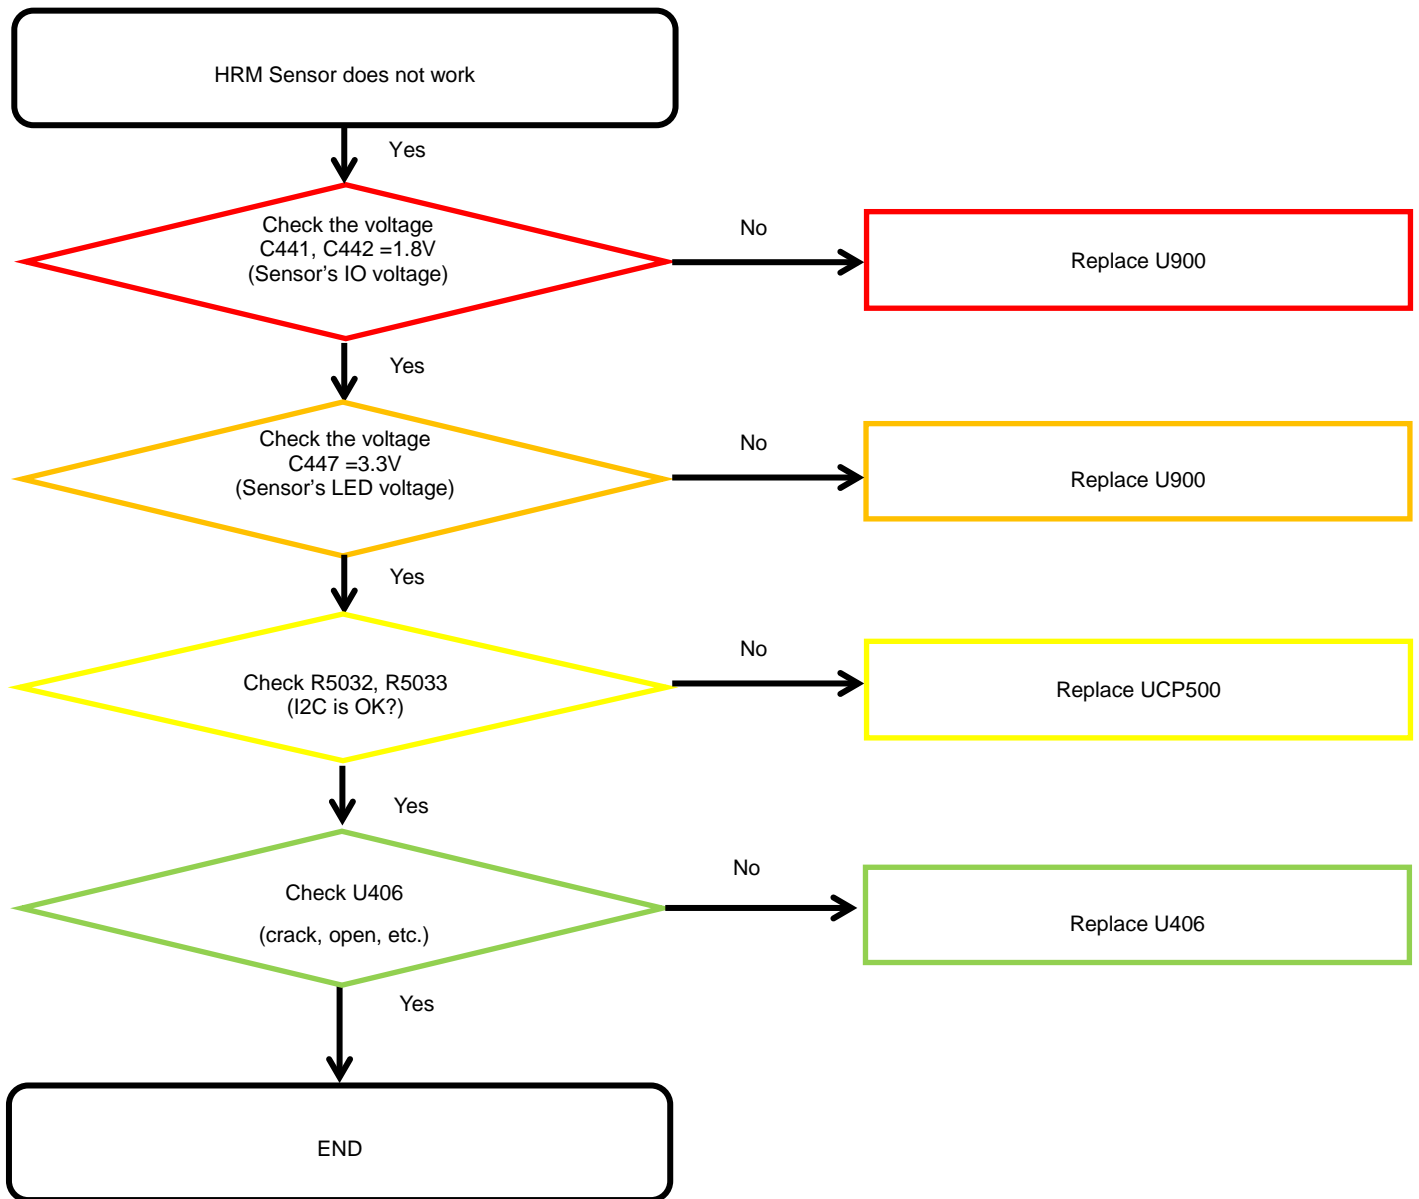 HRM Sensor does not work
Yes
Check the voltage
C441, C442 =1.8V
(Sensor's IO voltage)
No
Replace U900
Yes
Check the voltage
C447 =3.3V
(Sensor's LED voltage)
No
Replace U900
Yes
Check R5032, R5033
(I2C is OK?)
No
Replace UCP500
Yes
Check U406
(crack, open, etc.)
No
Replace U406
Yes
END